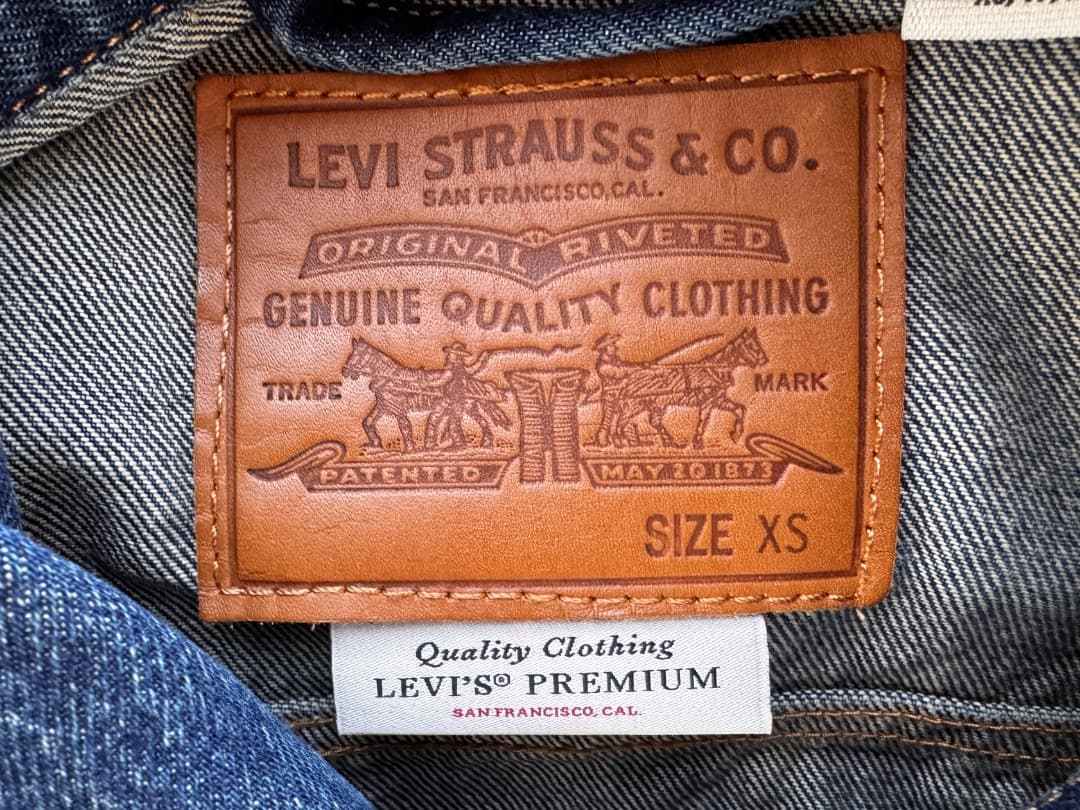 LEVI STRAUSS & CO.
SAN FRANCISCO, CAL.
ORIGINAL RIVETED
GENUINE QUALITY CLOTHING
TRADE MARK
PATENTED MAY 20 1873
SIZE XS
Quality Clothing
LEVI'S® PREMIUM
SAN FRANCISCO, CAL.